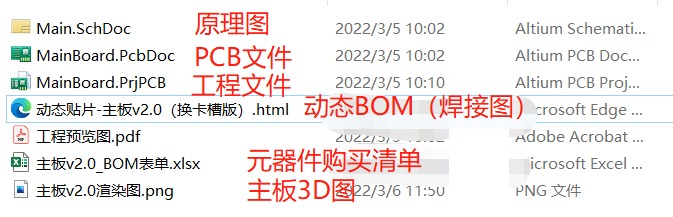 Main.SchDoc 原理图 2022/3/5 10:02 Altium Schemati...
MainBoard.PcbDoc PCB文件 2022/3/5 10:02 Altium PCB Doc...
MainBoard.PrjPCB 工程文件 2022/3/5 10:10 Altium PCB Proj...
动态贴片-主板v2.0（换卡槽版）.html 动态BOM（焊接图） Microsoft Edge ...
工程预览图.pdf Adobe Acrobat ...
主板v2.0_BOM表单.xlsx 元器件购买清单 Microsoft Excel ...
主板v2.0渲染图.png 主板3D图 2022/3/6 11:50 PNG 文件